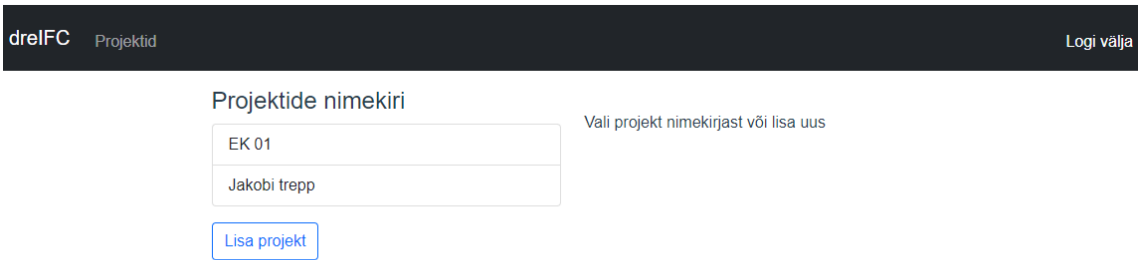 dreIFC Projektid Logi välja
Projektide nimekiri
EK 01
Jakobi trepp
Lisa projekt
Vali projekt nimekirjast või lisa uus